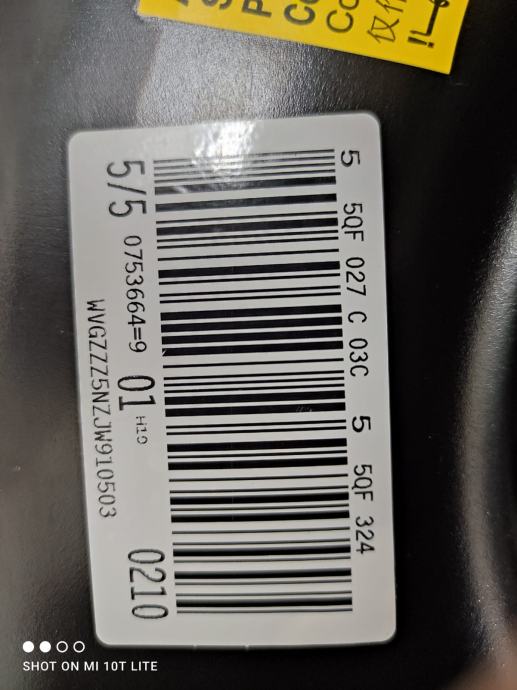 5 5QF 027 C 03C 5 5QF 324
5/5 0753664=9 01 H19 0210
WVGZZZ5NZJW910503
SHOT ON MI 10T LITE